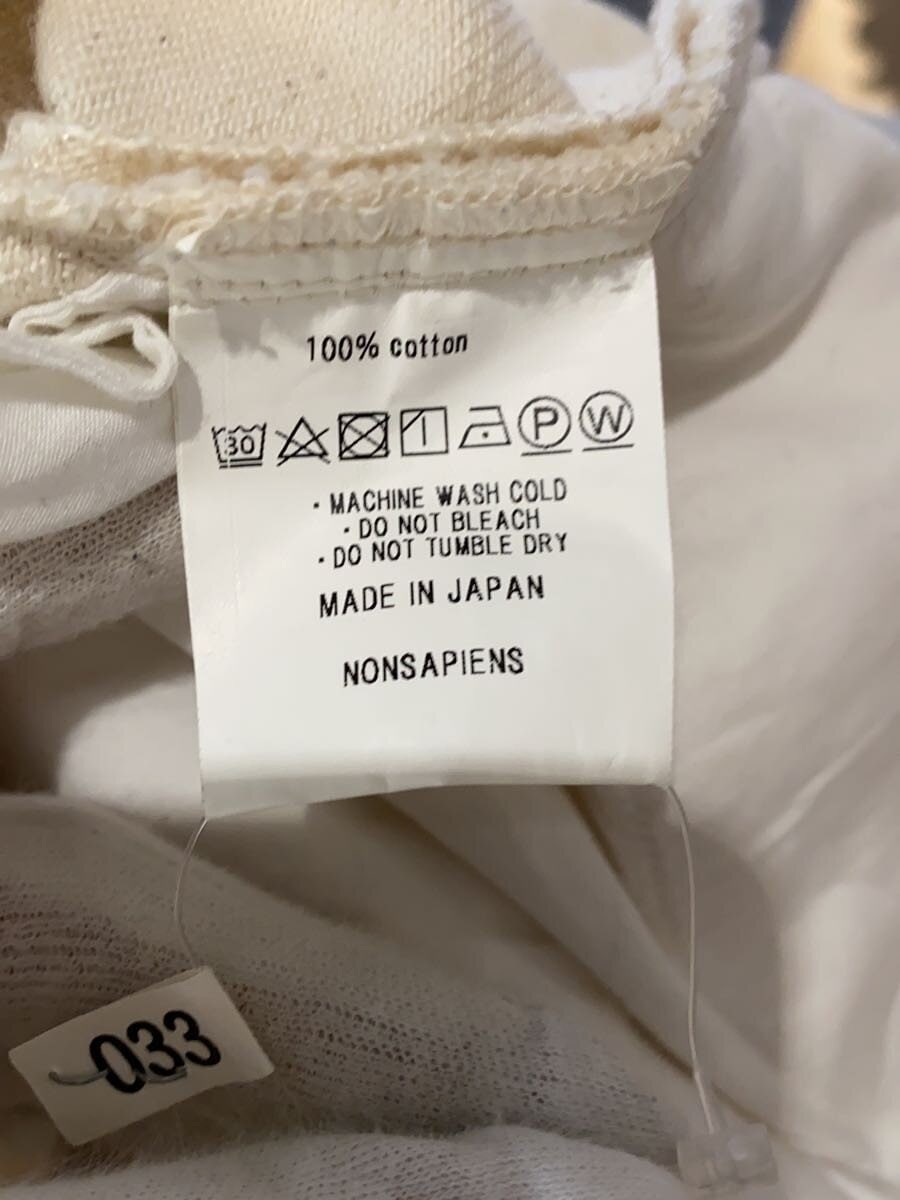 100% cotton
30 P W
· MACHINE WASH COLD
· DO NOT BLEACH
· DO NOT TUMBLE DRY
MADE IN JAPAN
NONSAPIENS
033